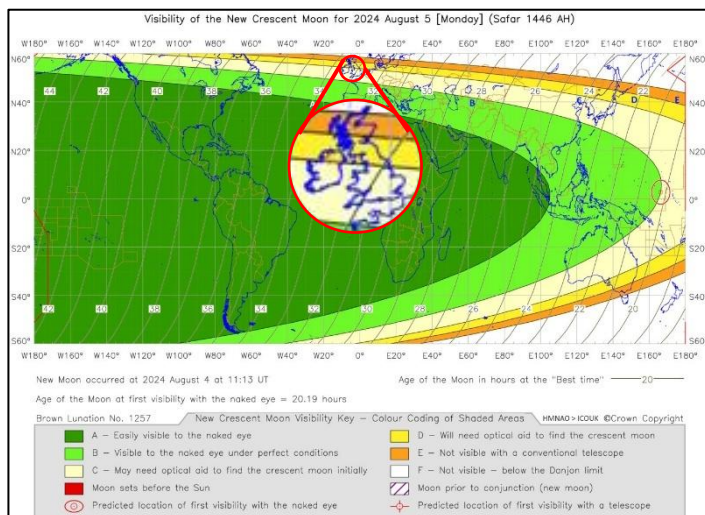 Visibility of the New Crescent Moon for 2024 August 5 [Monday] (Safar 1446 AH)
W180° W160° W140° W120° W100° W80° W60° W40° W20° 0° E20° E40° E60° E80° E100° E120° E140° E160° E180°
N60° N60°
44 42 40 38 36 34 30 28 26 24 22
N40° B D E N40°
N20° N20°
0° 0°
S20° S20°
S40° S40°
42 40 38 36 34 32 30 28 26 24 22
S60° S60°
W180° W160° W140° W120° W100° W80° W60° W40° W20° 0° E20° E40° E60° E80° E100° E120° E140° E160° E180°
New Moon occurred at 2024 August 4 at 11:13 UT
Age of the Moon in hours at the "Best time" 20
Age of the Moon at first visibility with the naked eye = 20.19 hours
Brown Lunation No. 1257
New Crescent Moon Visibility Key – Colour Coding of Shaded Areas
HMNAO > ICOUK ©Crown Copyright
A – Easily visible to the naked eye
D – Will need optical aid to find the crescent moon
B – Visible to the naked eye under perfect conditions
E – Not visible with a conventional telescope
C – May need optical aid to find the crescent moon initially
F – Not visible – below the Danjon limit
Moon sets before the Sun
Moon prior to conjunction (new moon)
Predicted location of first visibility with the naked eye
Predicted location of first visibility with a telescope